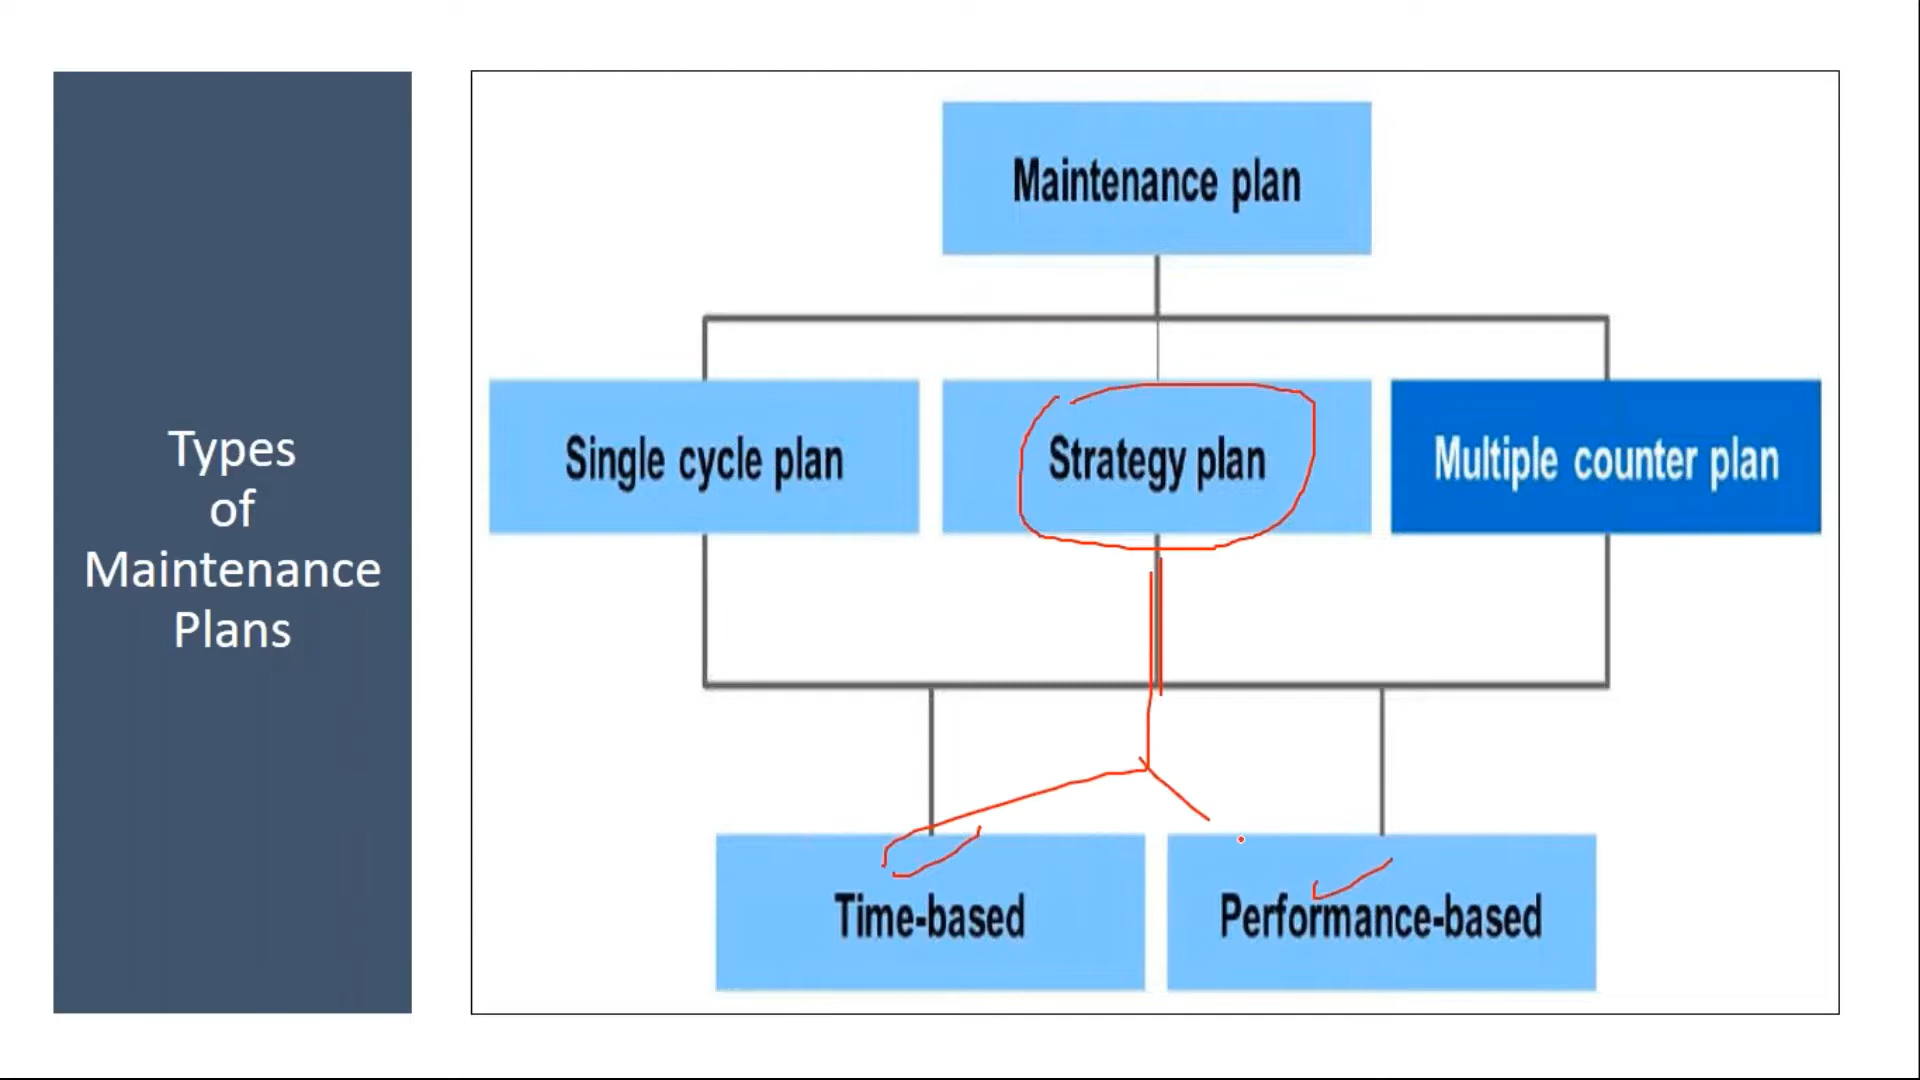 Types
of
Maintenance
Plans
Maintenance plan
Single cycle plan
Strategy plan
Multiple counter plan
Time-based
Performance-based